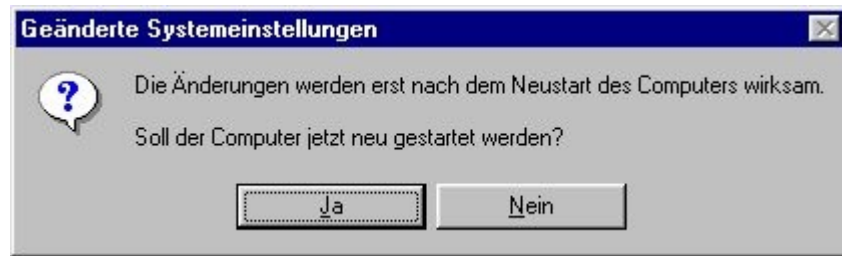 Geänderte Systemeinstellungen
Die Änderungen werden erst nach dem Neustart des Computers wirksam.
Soll der Computer jetzt neu gestartet werden?
Ja Nein